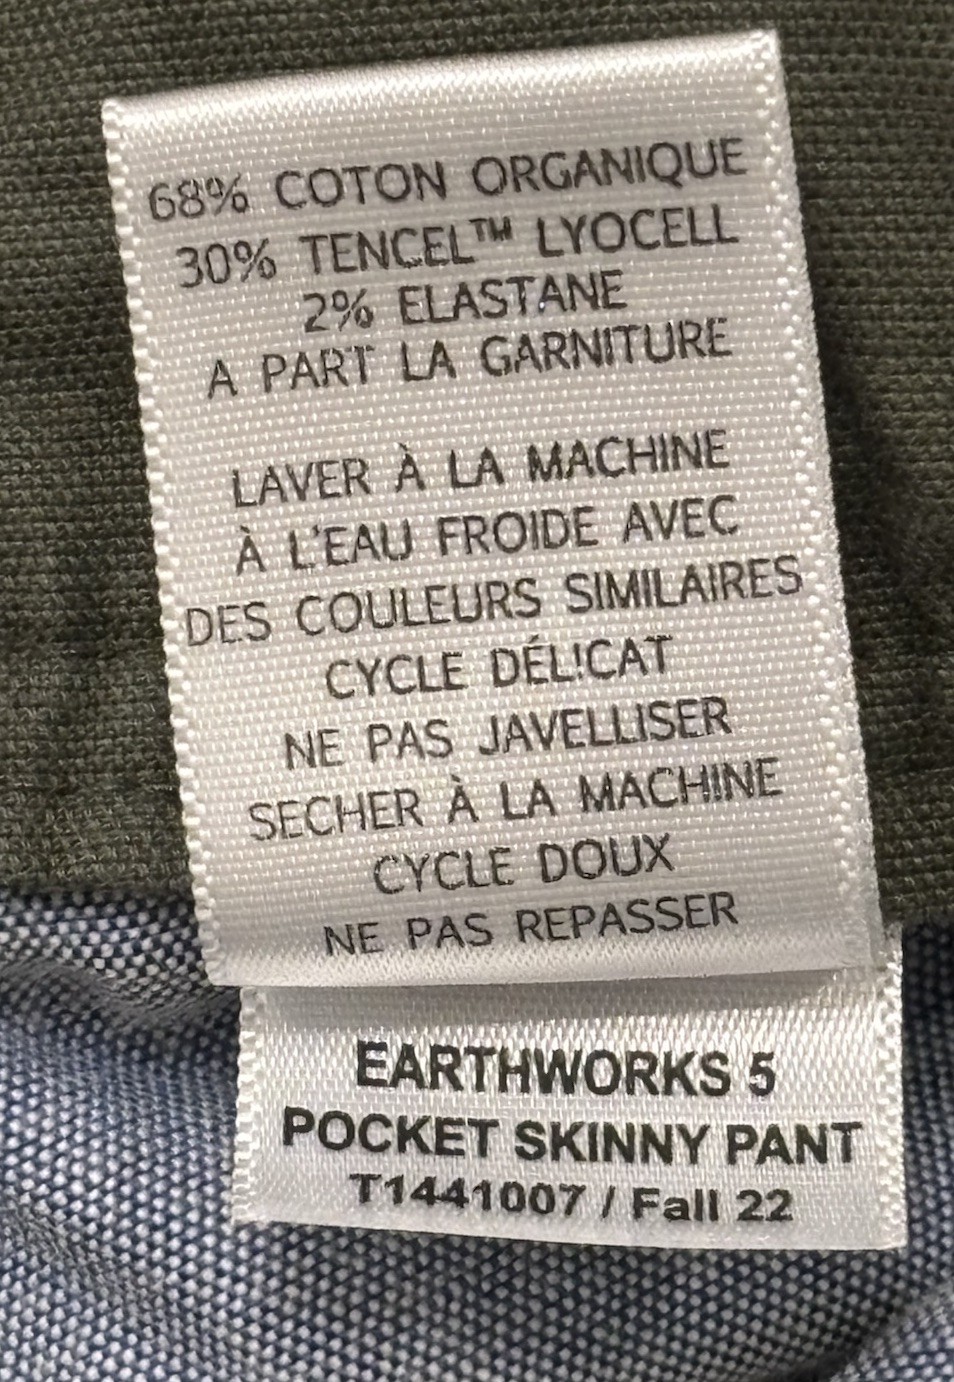 68% COTON ORGANIQUE
30% TENCEL™ LYOCELL
2% ELASTANE
A PART LA GARNITURE
LAVER À LA MACHINE
À L'EAU FROIDE AVEC
DES COULEURS SIMILAIRES
CYCLE DÉLICAT
NE PAS JAVELLISER
SECHER À LA MACHINE
CYCLE DOUX
NE PAS REPASSER
EARTHWORKS 5
POCKET SKINNY PANT
T1441007 / Fall 22